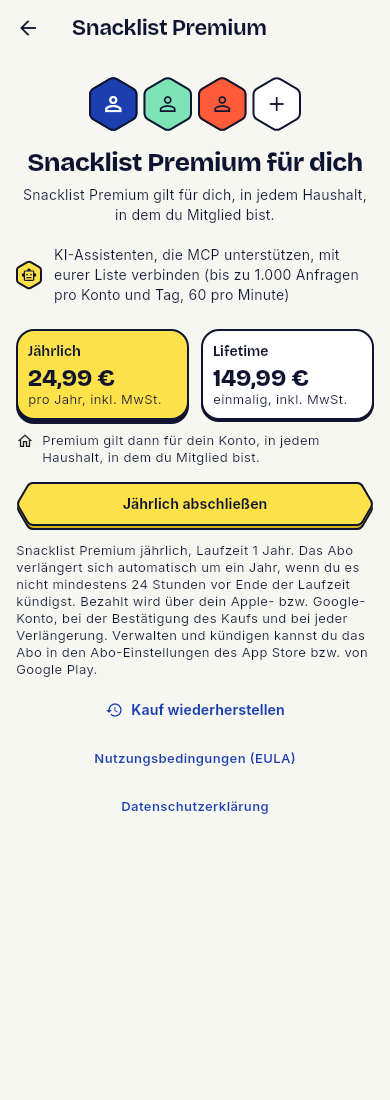 Snacklist Premium
Snacklist Premium für dich
Snacklist Premium gilt für dich, in jedem Haushalt,
in dem du Mitglied bist.
KI-Assistenten, die MCP unterstützen, mit
eurer Liste verbinden (bis zu 1.000 Anfragen
pro Konto und Tag, 60 pro Minute)
Jährlich
24,99 €
pro Jahr, inkl. MwSt.
Lifetime
149,99 €
einmalig, inkl. MwSt.
Premium gilt dann für dein Konto, in jedem
Haushalt, in dem du Mitglied bist.
Jährlich abschließen
Snacklist Premium jährlich, Laufzeit 1 Jahr. Das Abo
verlängert sich automatisch um ein Jahr, wenn du es
nicht mindestens 24 Stunden vor Ende der Laufzeit
kündigst. Bezahlt wird über dein Apple- bzw. Google-
Konto, bei der Bestätigung des Kaufs und bei jeder
Verlängerung. Verwalten und kündigen kannst du das
Abo in den Abo-Einstellungen des App Store bzw. von
Google Play.
Kauf wiederherstellen
Nutzungsbedingungen (EULA)
Datenschutzerklärung